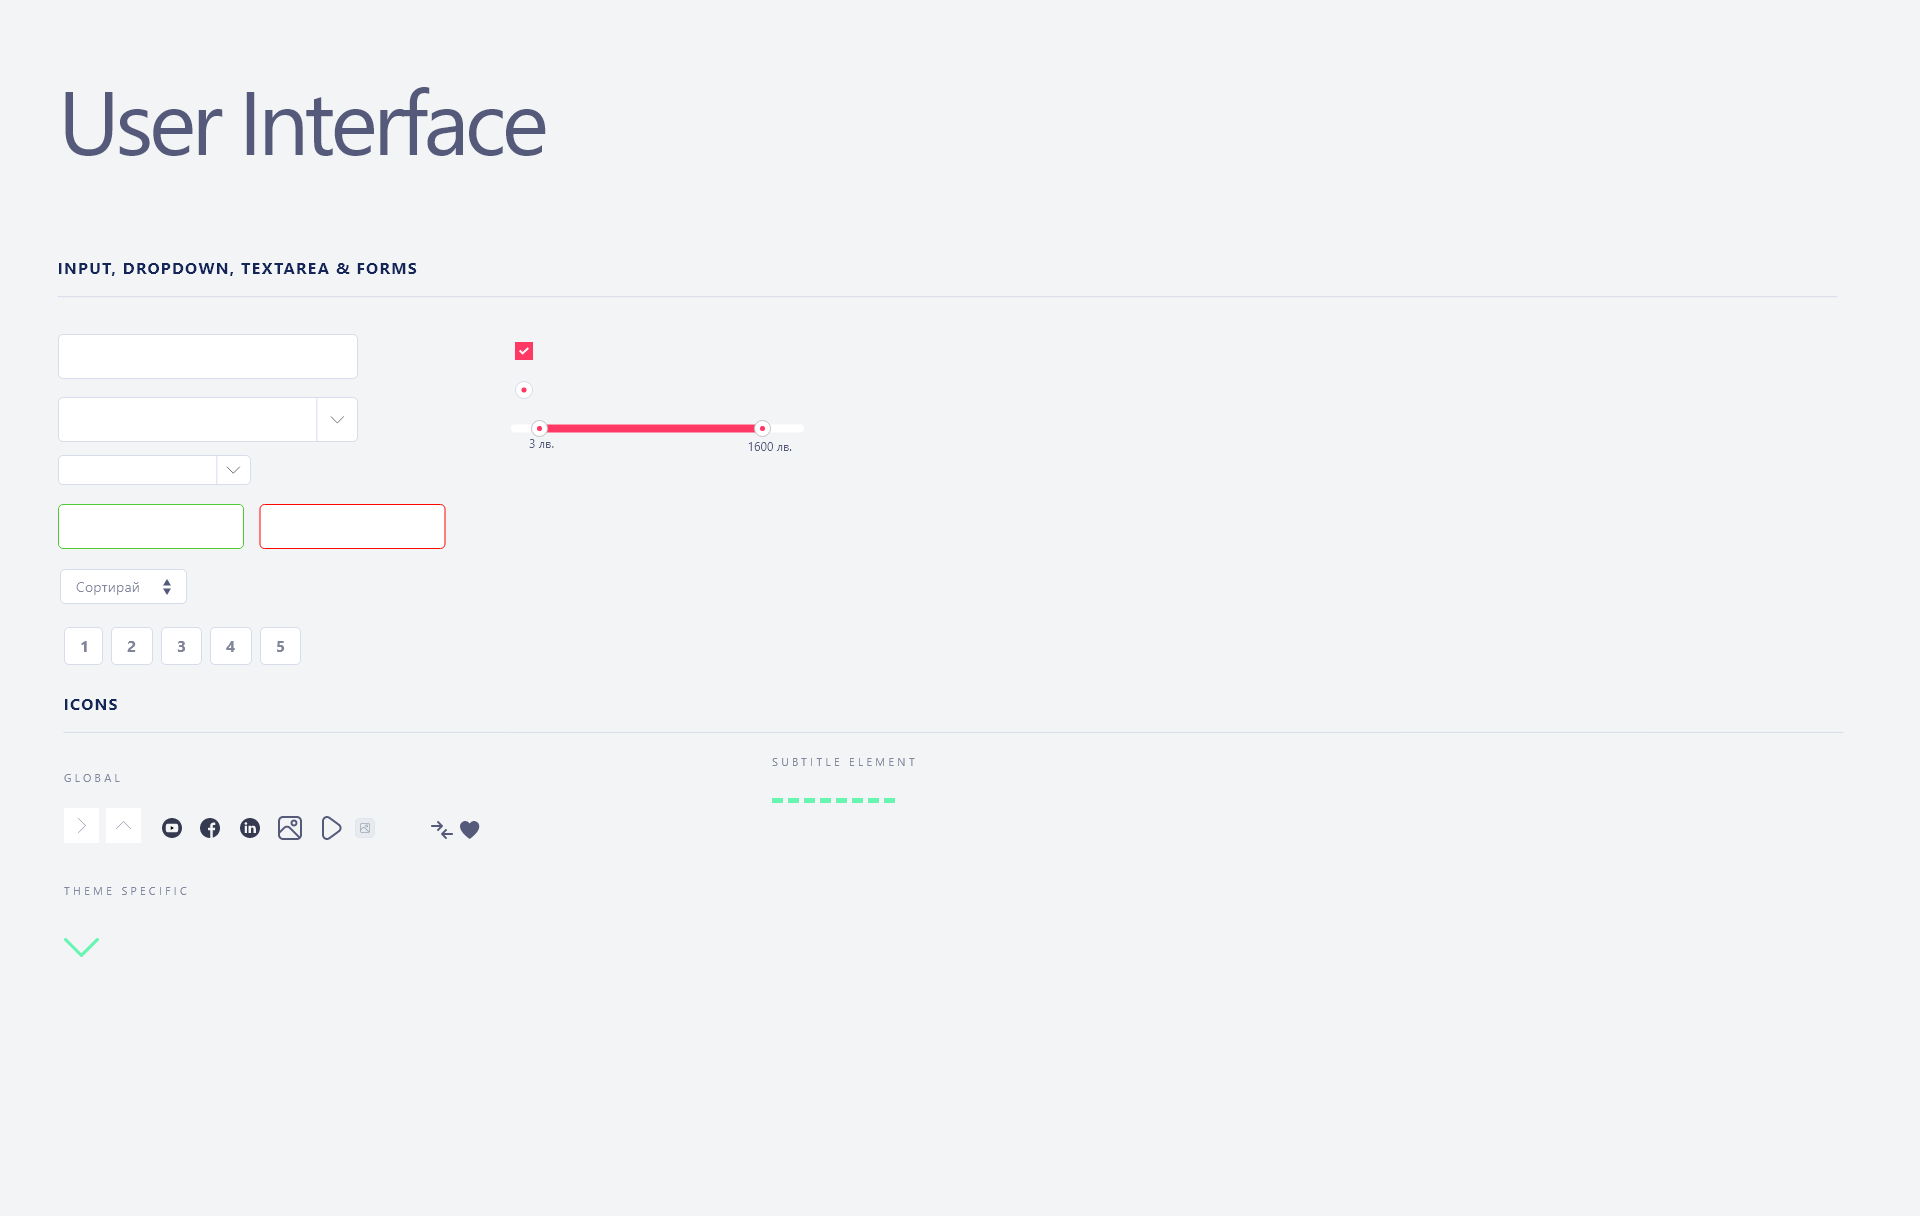 User Interface
INPUT, DROPDOWN, TEXTAREA & FORMS
3 лв.
1600 лв.
Сортирай
1 2 3 4 5
ICONS
SUBTITLE ELEMENT
GLOBAL
in
THEME SPECIFIC